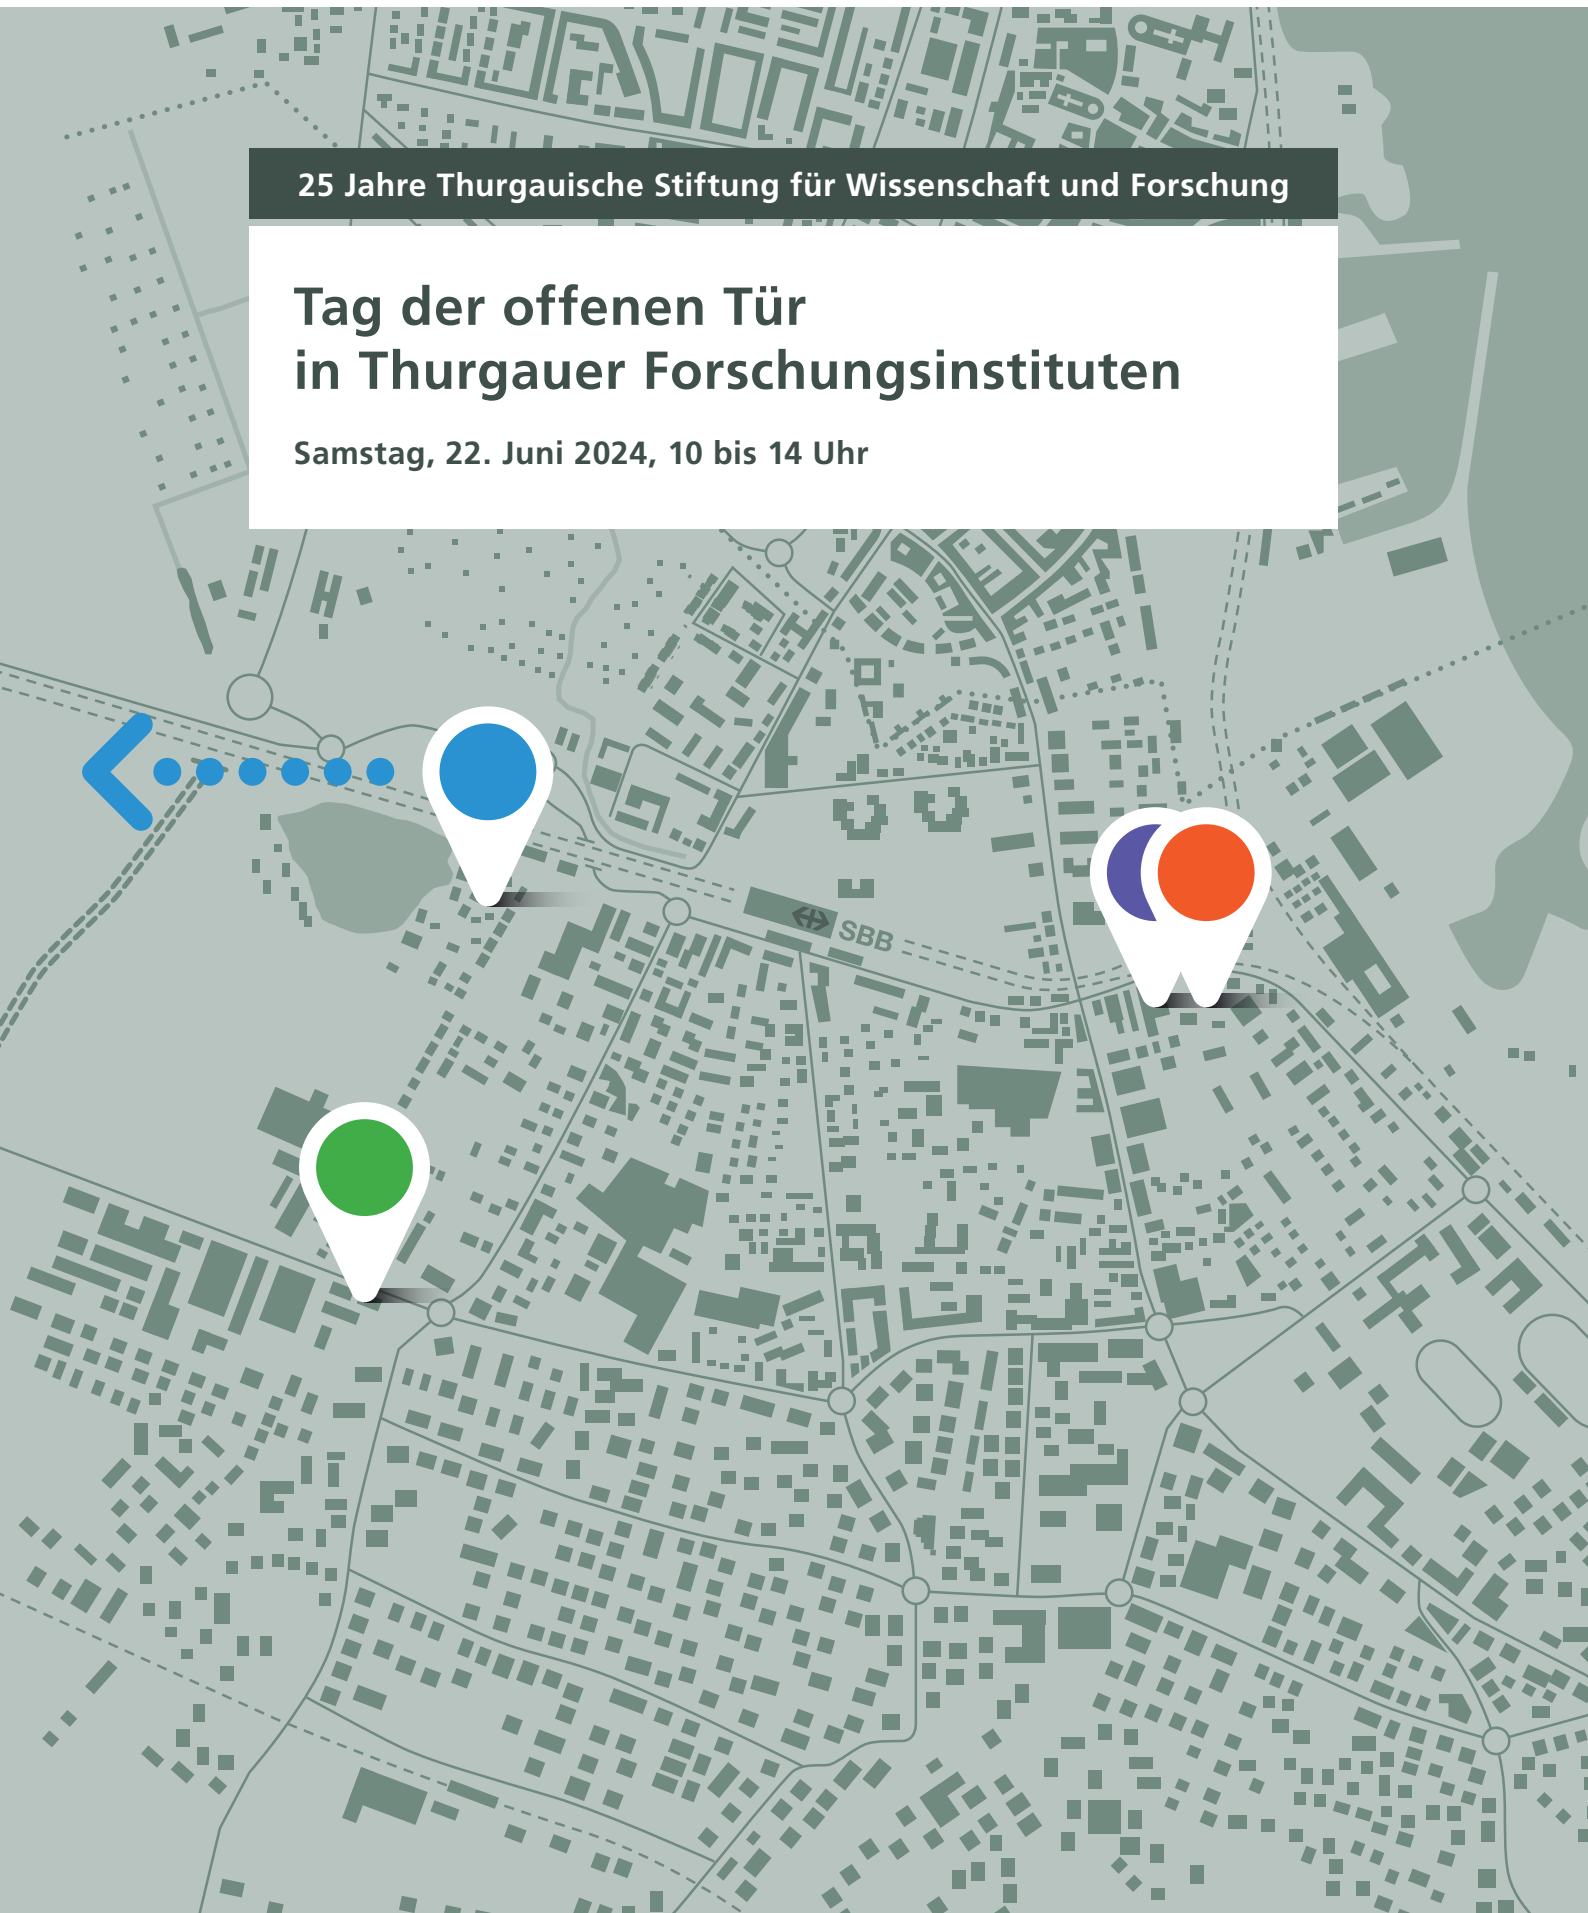 25 Jahre Thurgauische Stiftung für Wissenschaft und Forschung
Tag der offenen Tür
in Thurgauer Forschungsinstituten
Samstag, 22. Juni 2024, 10 bis 14 Uhr
SBB